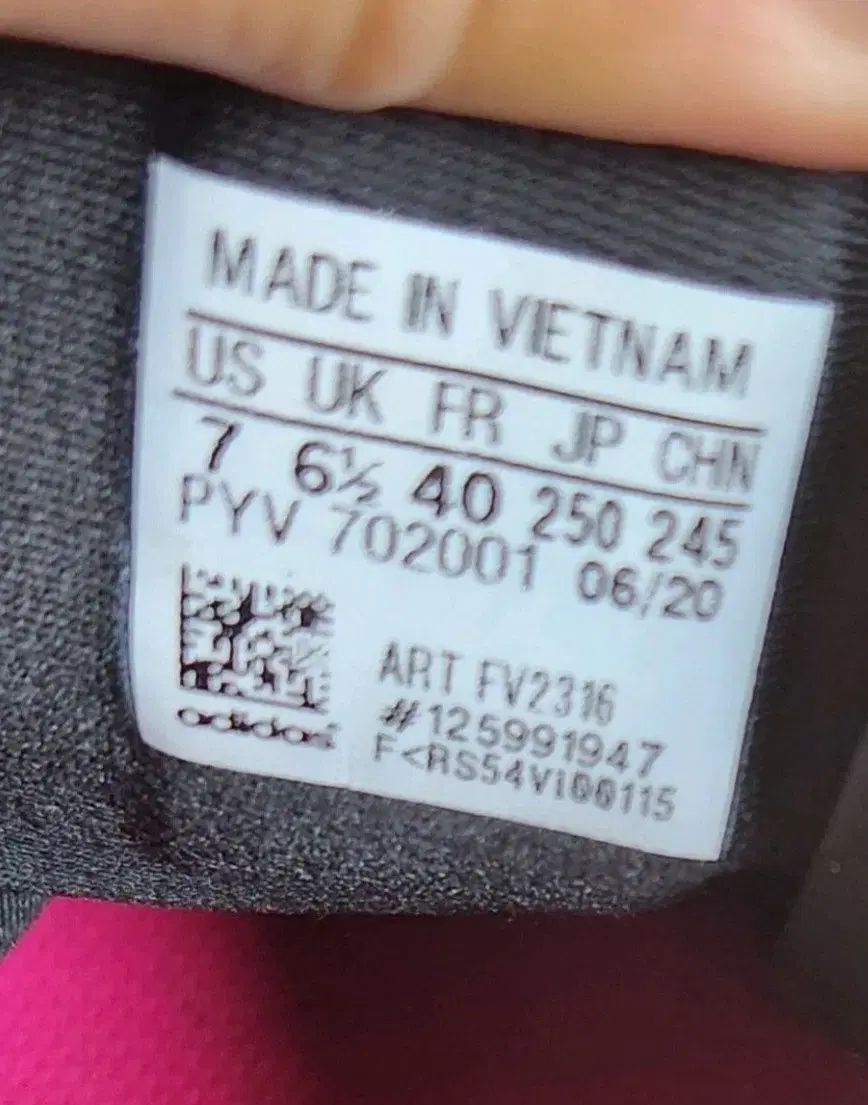 MADE IN VIETNAM
US UK FR JP CHN
7 6½ 40 250 245
PYV 702001 06/20
ART FV2316
#125991947
F<RS54VI00115
adidas